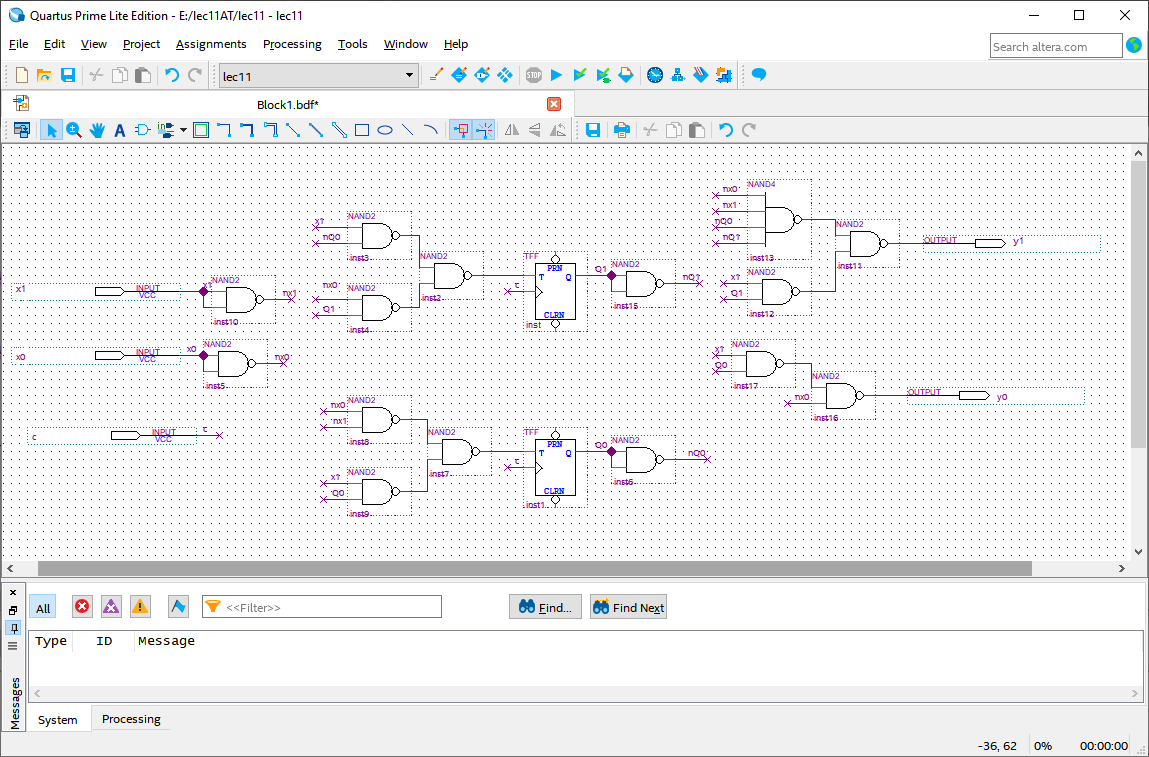 Quartus Prime Lite Edition - E:/lec11AT/lec11 - lec11
File Edit View Project Assignments Processing Tools Window Help
Search altera.com
lec11
STOP
Block1.bdf*
A
NAND4
nx0
nx1
nQ0
nQ1
inst13
NAND2
x1
nQ0
inst3
NAND2
inst11
OUTPUT
y1
NAND2
inst2
TFF
PRN
T Q
CLRN
c
inst
Q1
NAND2
nQ1
inst15
NAND2
x1
Q1
inst12
x1
INPUT
VCC
x1
NAND2
nx1
inst10
NAND2
nx0
Q1
inst4
x0
INPUT
VCC
x0
NAND2
nx0
inst5
NAND2
x1
Q0
inst17
NAND2
nx0
inst16
OUTPUT
y0
NAND2
nx0
nx1
inst8
c
INPUT
VCC
c
NAND2
inst7
TFF
PRN
T Q
CLRN
c
inst1
Q0
NAND2
nQ0
inst6
NAND2
x1
Q0
inst9
All
<<Filter>>
Find...
Find Next
Type ID Message
Messages
System Processing
-36, 62 0% 00:00:00